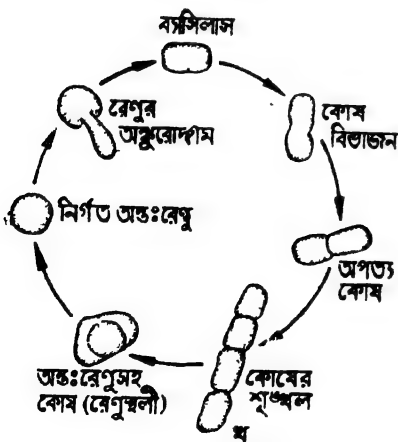 ব্যাসিলাস
কোষ
বিভাজন
অপত্য
কোষ
কোষের
শৃঙ্খল
খ
অন্তঃরেণুসহ
কোষ (রেণুস্থলী)
নির্গত অন্তঃরেণু
রেণুর
অঙ্কুরোদ্গম